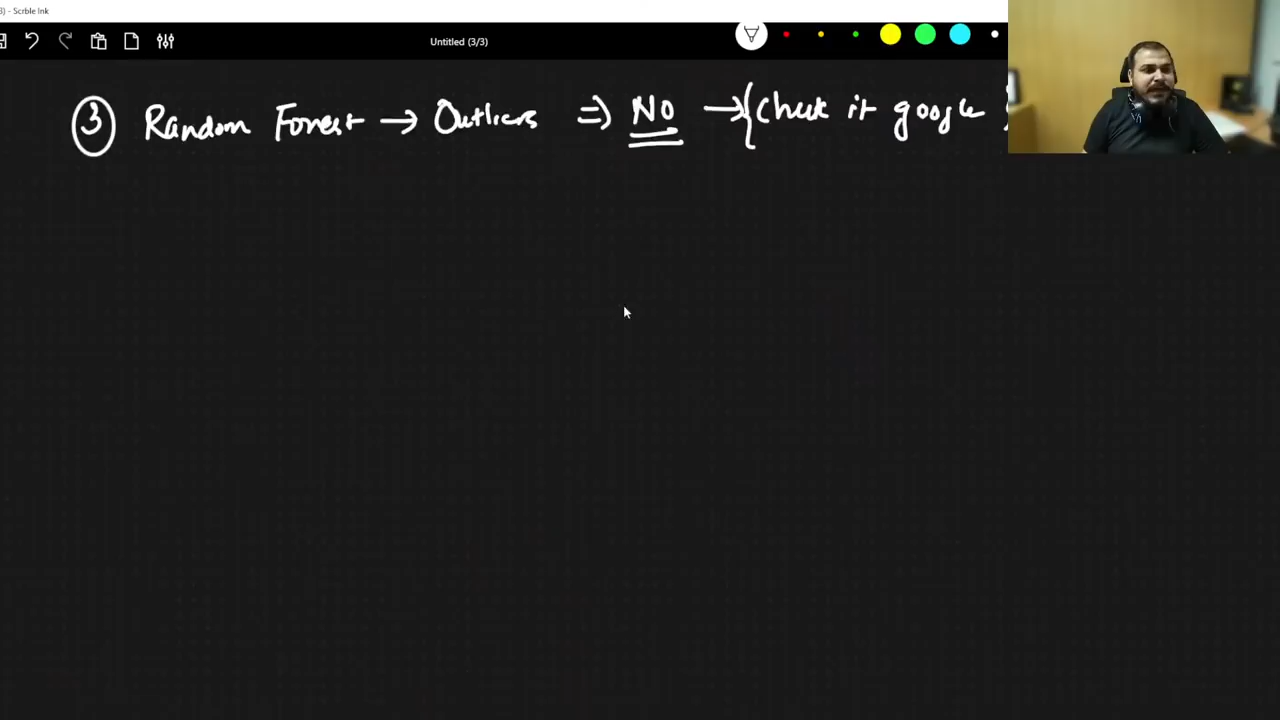 ) - Scrble Ink
Untitled (3/3)
③ Random Forest → Outliers ⇒ No → { Check it google }